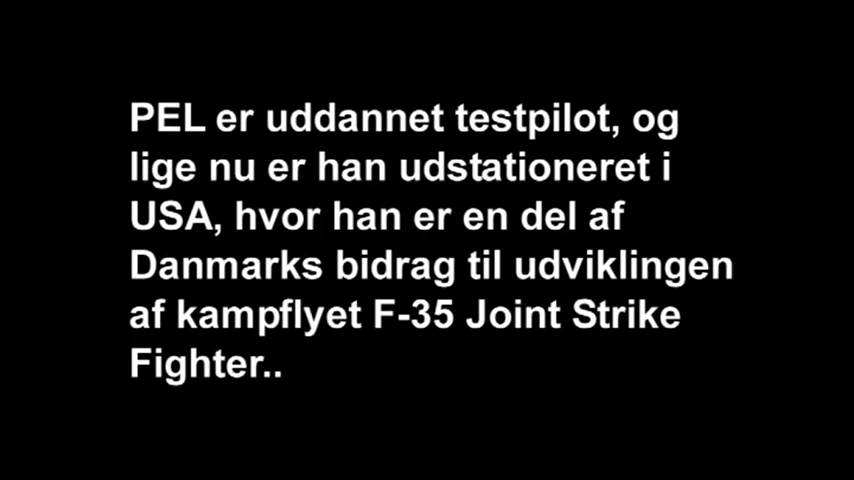 PEL er uddannet testpilot, og
lige nu er han udstationeret i
USA, hvor han er en del af
Danmarks bidrag til udviklingen
af kampflyet F-35 Joint Strike
Fighter..